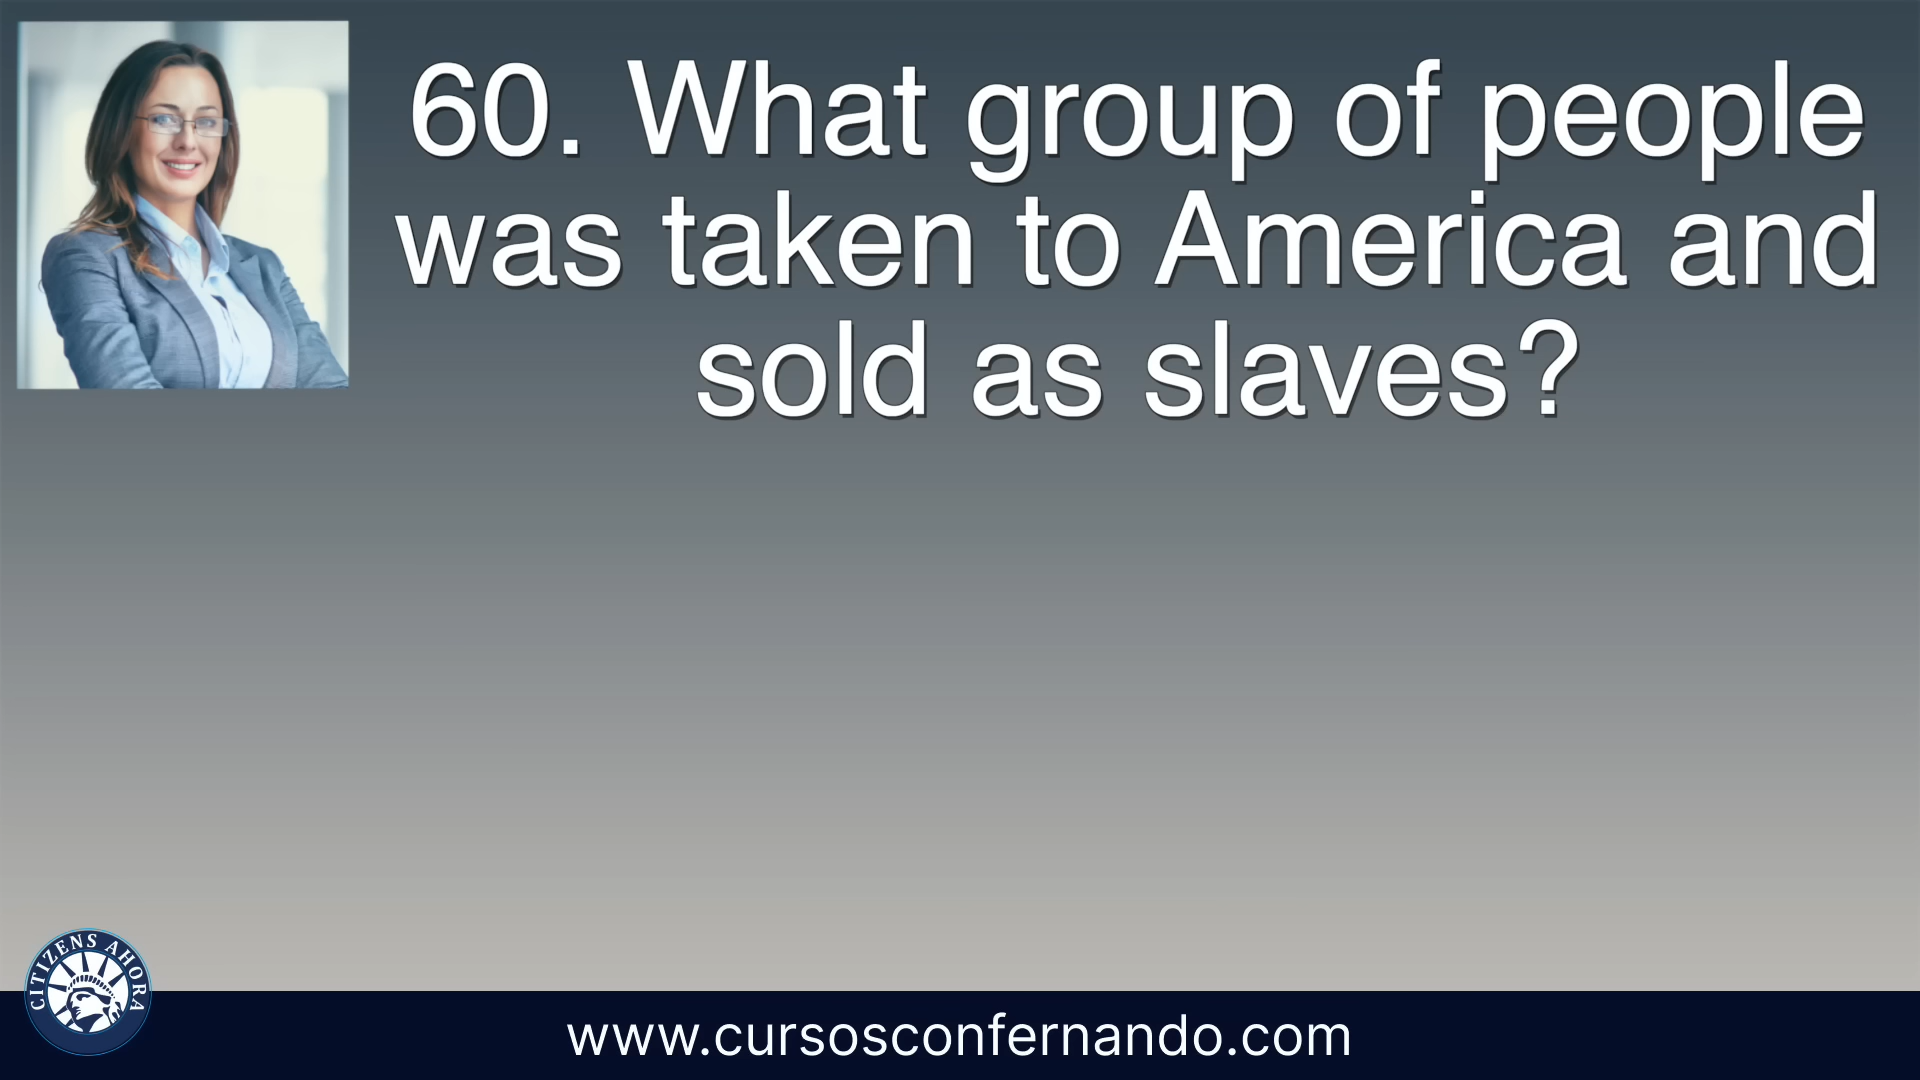 60. What group of people
was taken to America and
sold as slaves?
CITIZENS AHORA
www.cursosconfernando.com